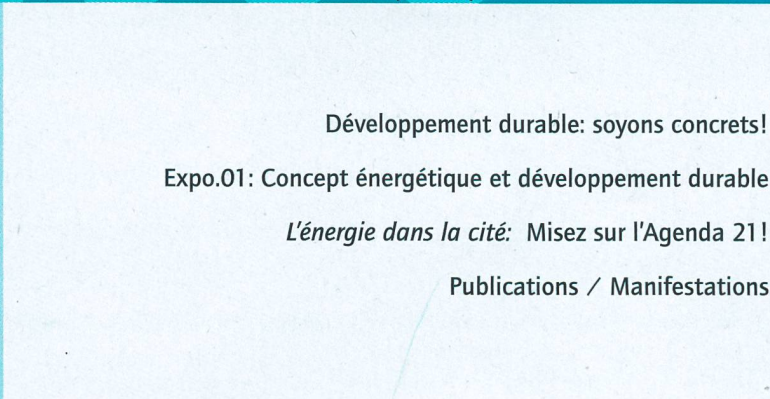 Développement durable: soyons concrets!
Expo.01: Concept énergétique et développement durable
L'énergie dans la cité: Misez sur l'Agenda 21!
Publications / Manifestations